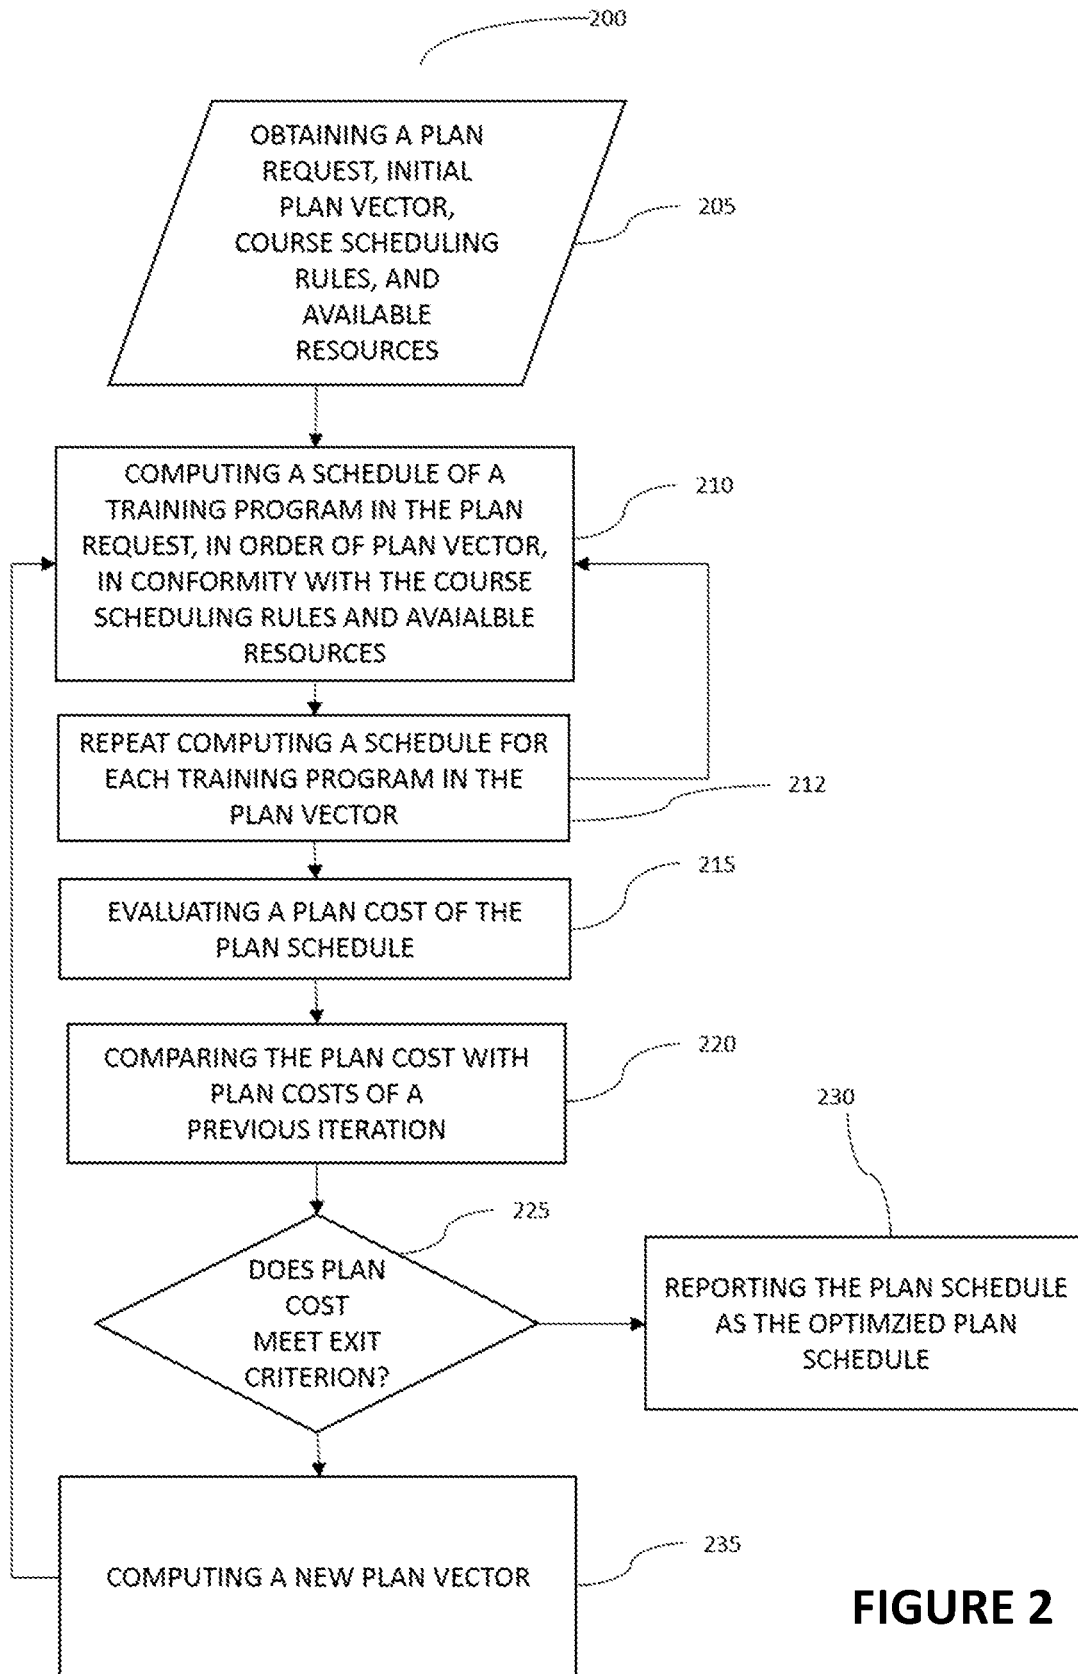 200
OBTAINING A PLAN
REQUEST, INITIAL
PLAN VECTOR,
COURSE SCHEDULING
RULES, AND
AVAILABLE
RESOURCES
205
COMPUTING A SCHEDULE OF A
TRAINING PROGRAM IN THE PLAN
REQUEST, IN ORDER OF PLAN VECTOR,
IN CONFORMITY WITH THE COURSE
SCHEDULING RULES AND AVAIALBLE
RESOURCES
210
REPEAT COMPUTING A SCHEDULE FOR
EACH TRAINING PROGRAM IN THE
PLAN VECTOR
212
EVALUATING A PLAN COST OF THE
PLAN SCHEDULE
215
COMPARING THE PLAN COST WITH
PLAN COSTS OF A
PREVIOUS ITERATION
220
DOES PLAN
COST
MEET EXIT
CRITERION?
225
230
REPORTING THE PLAN SCHEDULE
AS THE OPTIMZIED PLAN
SCHEDULE
COMPUTING A NEW PLAN VECTOR
235
FIGURE 2